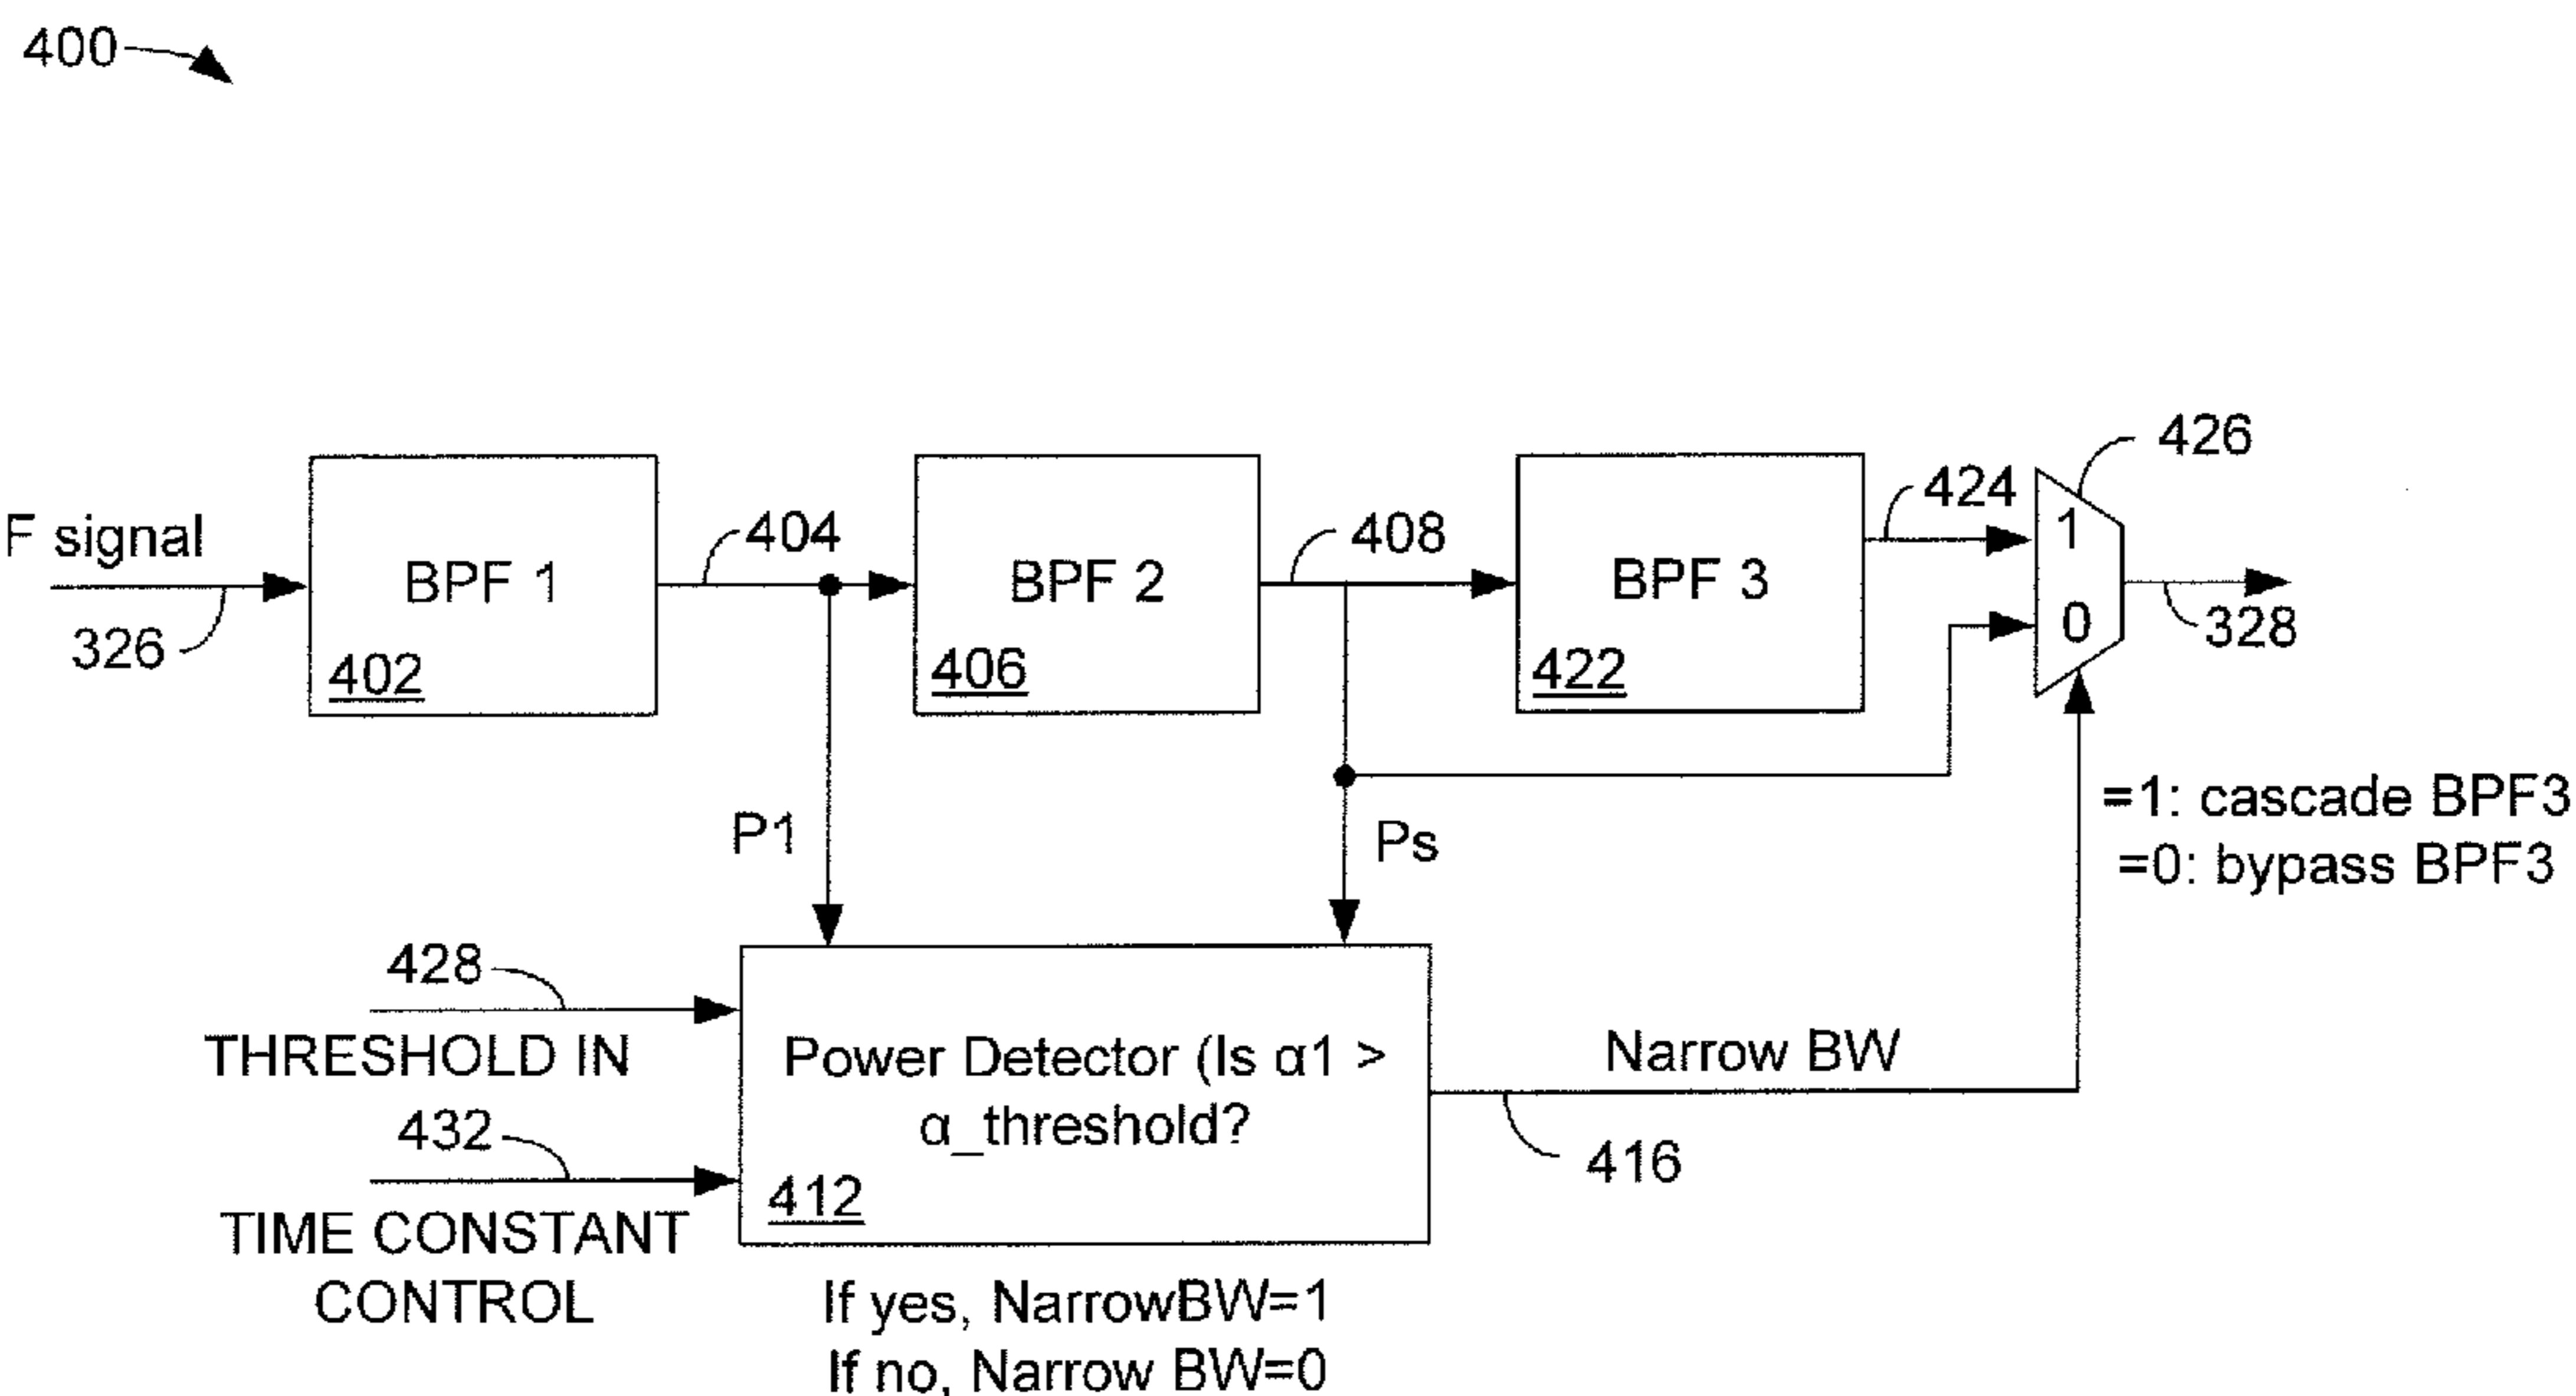 400
426
424
404
408
F signal
1
BPF 1
BPF 2
BPF 3
0
326
328
402
406
422
=1: cascade BPF3
P1
Ps
=0: bypass BPF3
428
THRESHOLD IN
Power Detector (Is α1 >
α_threshold?
Narrow BW
432
416
412
TIME CONSTANT
CONTROL
If yes, NarrowBW=1
If no, Narrow BW=0